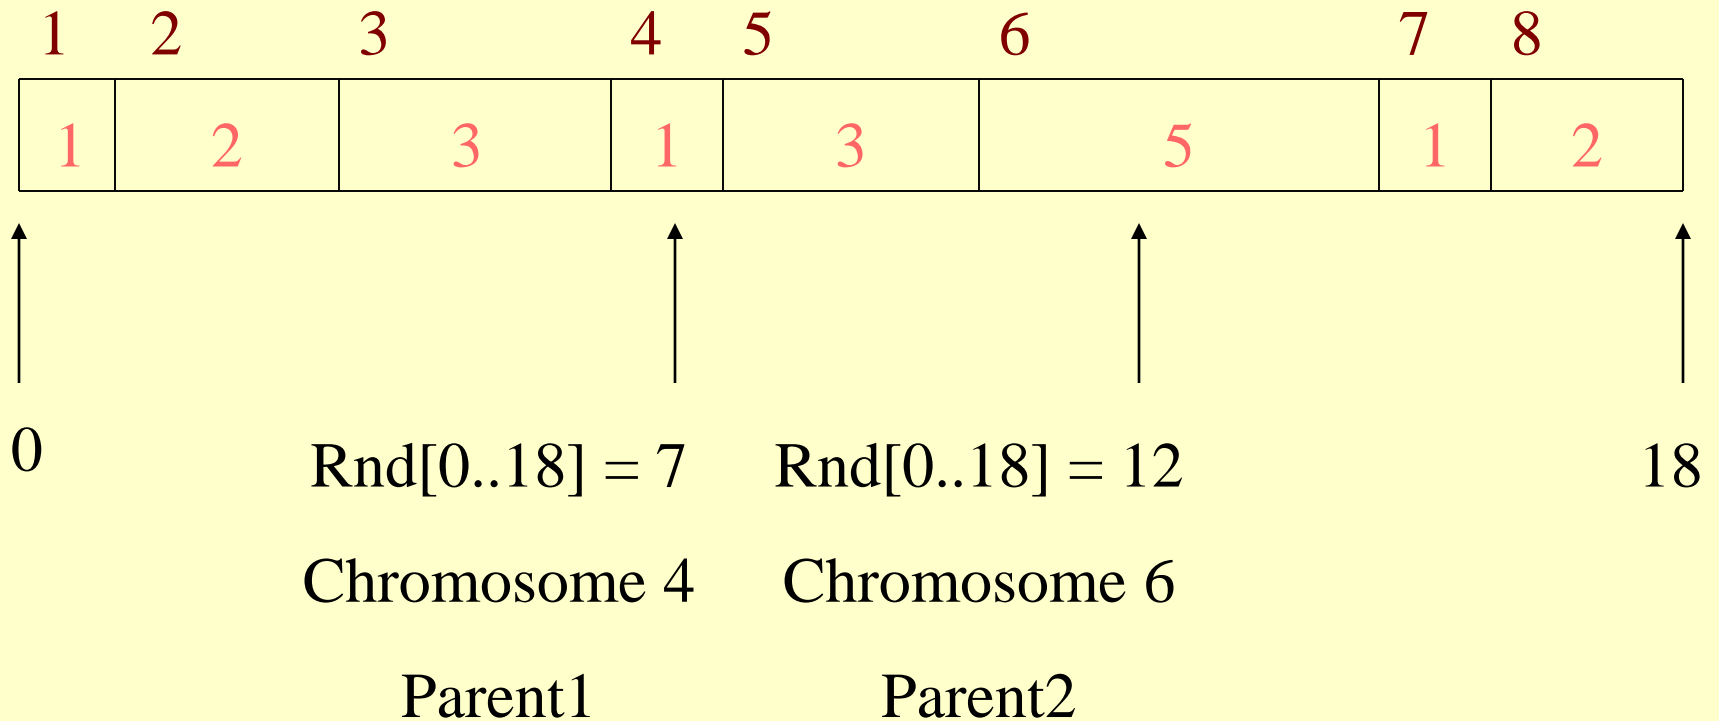 1 2 3 4 5 6 7 8
1 2 3 1 3 5 1 2
0 Rnd[0..18] = 7 Rnd[0..18] = 12 18
Chromosome 4 Chromosome 6
Parent1 Parent2